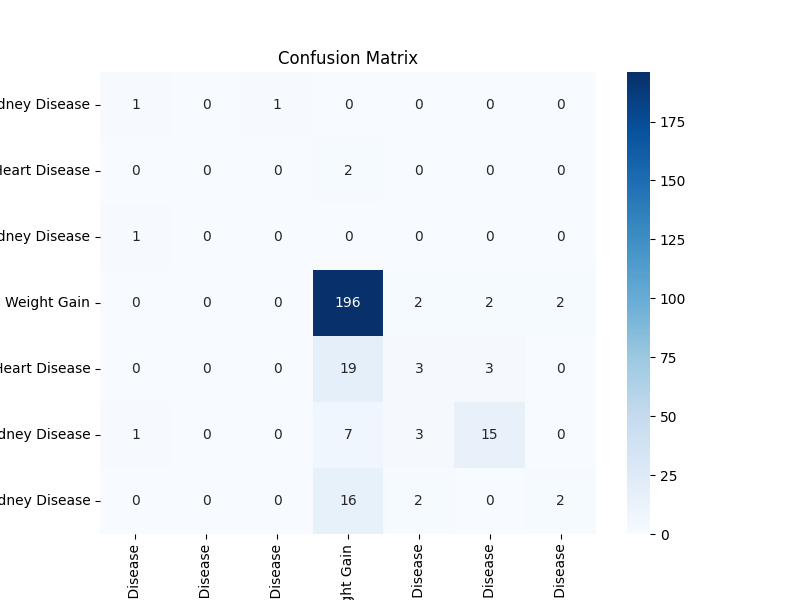 Confusion Matrix
dney Disease 1 0 1 0 0 0 0
Heart Disease 0 0 0 2 0 0 0
dney Disease 1 0 0 0 0 0 0
Weight Gain 0 0 0 196 2 2 2
Heart Disease 0 0 0 19 3 3 0
dney Disease 1 0 0 7 3 15 0
dney Disease 0 0 0 16 2 0 2
Disease Disease Disease ght Gain Disease Disease Disease
175
150
125
100
75
50
25
0